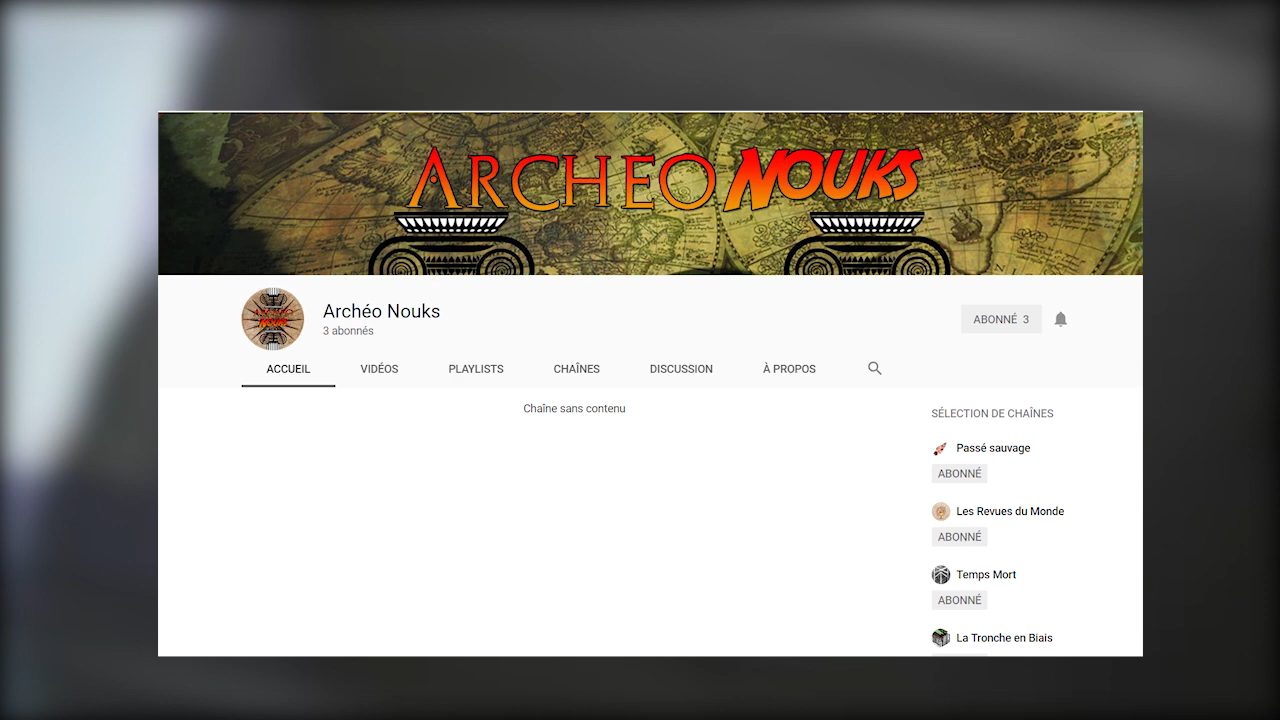 ARCHEO NOUKS
Archéo Nouks
3 abonnés
ABONNÉ 3
ACCUEIL VIDÉOS PLAYLISTS CHAÎNES DISCUSSION À PROPOS
Chaîne sans contenu
SÉLECTION DE CHAÎNES
Passé sauvage
ABONNÉ
Les Revues du Monde
ABONNÉ
Temps Mort
ABONNÉ
La Tronche en Biais